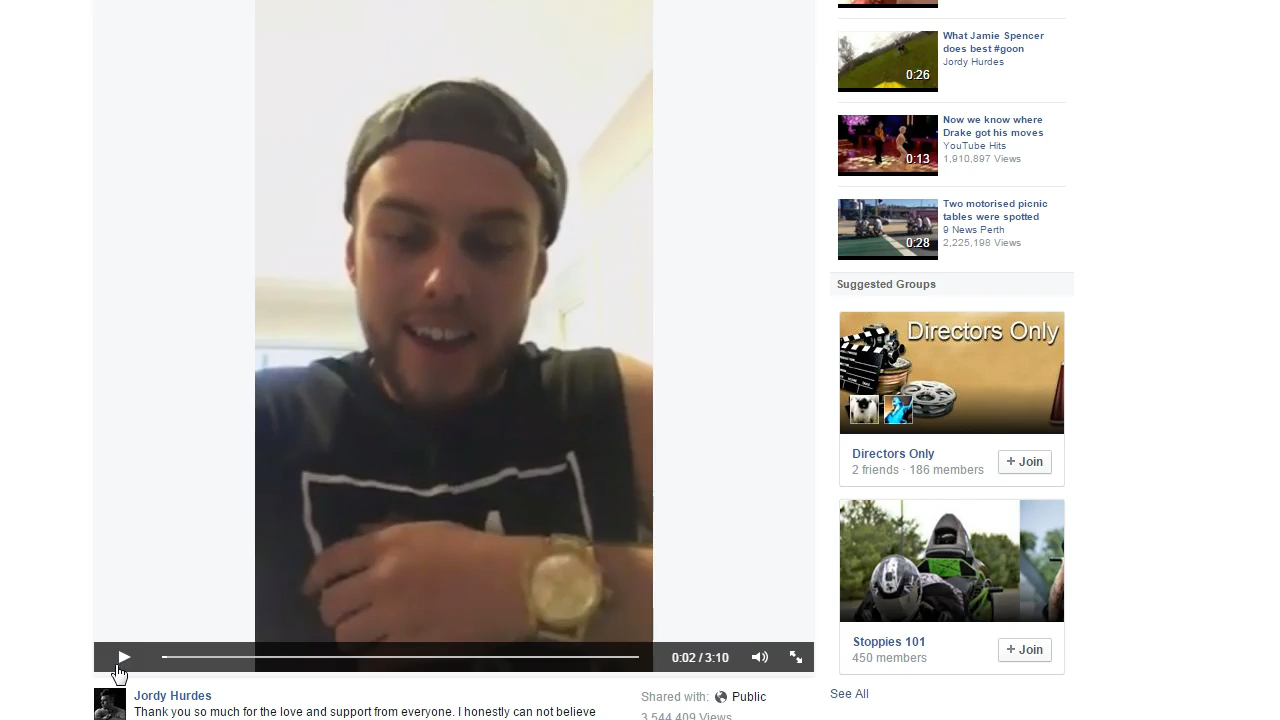 What Jamie Spencer
does best #goon
Jordy Hurdes
0:26
Now we know where
Drake got his moves
YouTube Hits
1,910,897 Views
0:13
Two motorised picnic
tables were spotted
9 News Perth
2,225,198 Views
0:28
Suggested Groups
Directors Only
Directors Only
2 friends · 186 members
+ Join
Stoppies 101
450 members
+ Join
See All
0:02 / 3:10
Jordy Hurdes
Thank you so much for the love and support from everyone. I honestly can not believe
Shared with: Public
3,544,409 Views